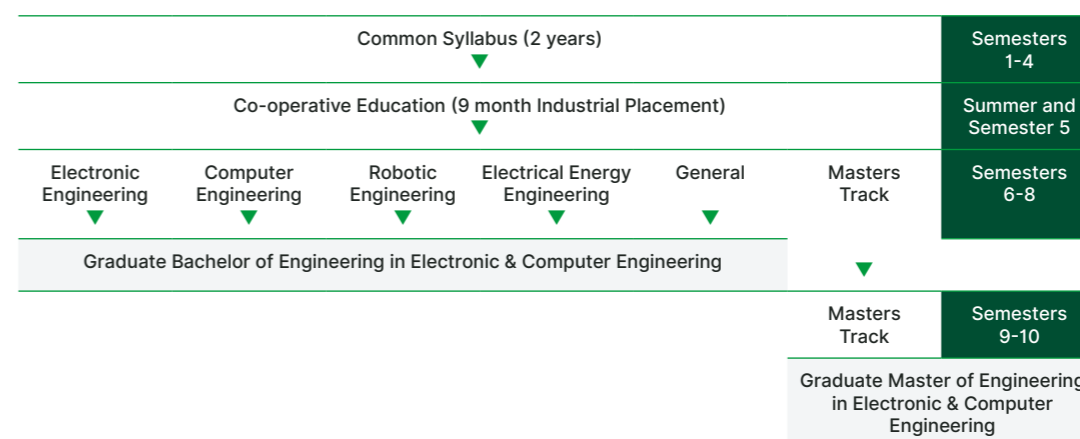 Common Syllabus (2 years)
Semesters
1-4
Co-operative Education (9 month Industrial Placement)
Summer and
Semester 5
Electronic
Engineering
Computer
Engineering
Robotic
Engineering
Electrical Energy
Engineering
General
Masters
Track
Semesters
6-8
Graduate Bachelor of Engineering in Electronic & Computer Engineering
Masters
Track
Semesters
9-10
Graduate Master of Engineering
in Electronic & Computer
Engineering